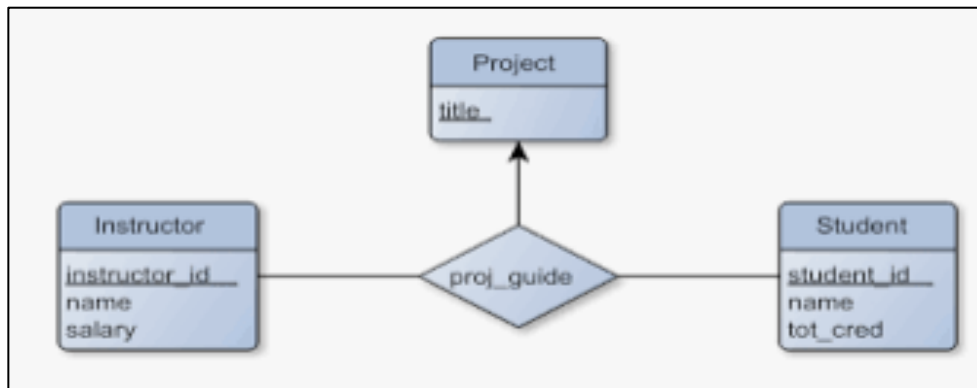 Project
title
Instructor
instructor_id
name
salary
proj_guide
Student
student_id
name
tot_cred